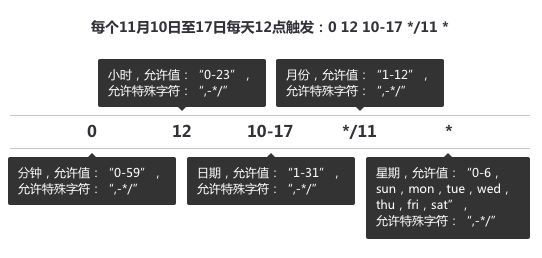 每个11月10日至17日每天12点触发：0 12 10-17 */11 *
小时，允许值：“0-23”，
允许特殊字符：“,-*/”
月份，允许值：“1-12”，
允许特殊字符：“,-*/”
0 12 10-17 */11 *
分钟，允许值：“0-59”，
允许特殊字符：“,-*/”
日期，允许值：“1-31”，
允许特殊字符：“,-*/”
星期，允许值：“0-6，
sun，mon，tue，wed，
thu，fri，sat”，
允许特殊字符：“,-*/”